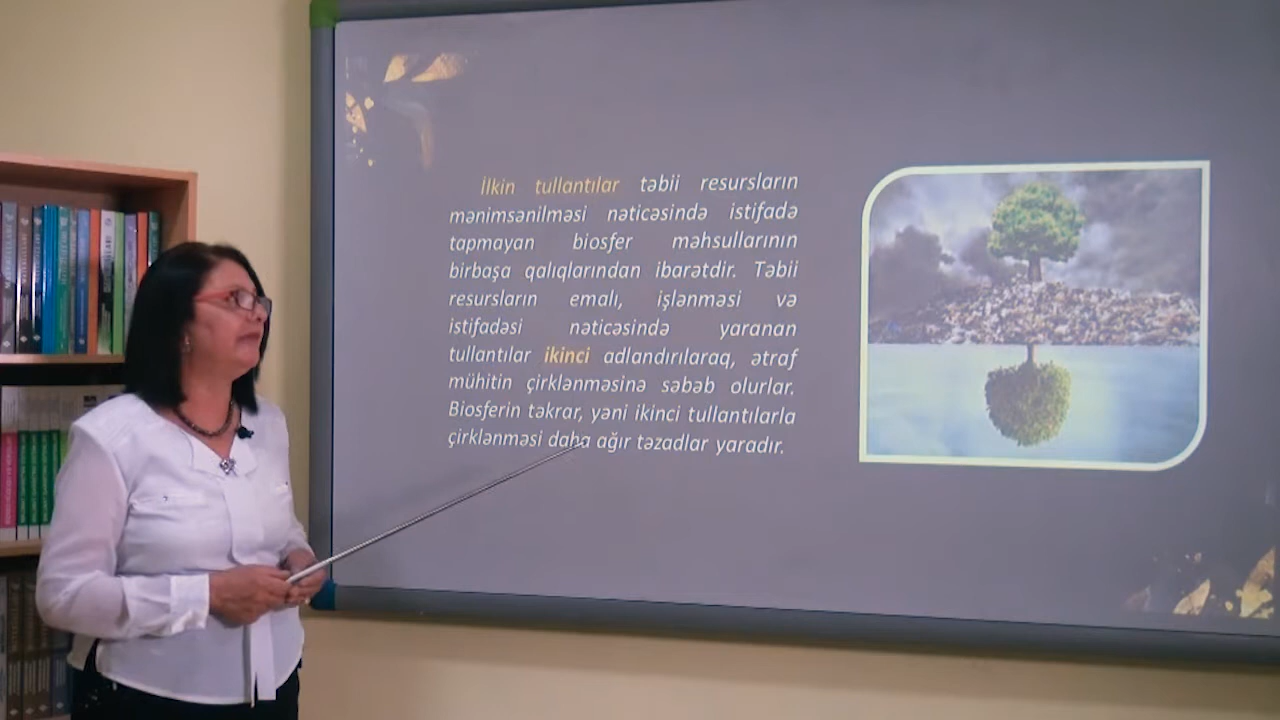 İlkin tullantılar təbii resursların
mənimsənilməsi nəticəsində istifadə
tapmayan biosfer məhsullarının
birbaşa qalıqlarından ibarətdir. Təbii
resursların emalı, işlənməsi və
istifadəsi nəticəsində yaranan
tullantılar ikinci adlandırılaraq, ətraf
mühitin çirklənməsinə səbəb olurlar.
Biosferin təkrar, yəni ikinci tullantılarla
çirklənməsi daha ağır təzadlar yaradır.